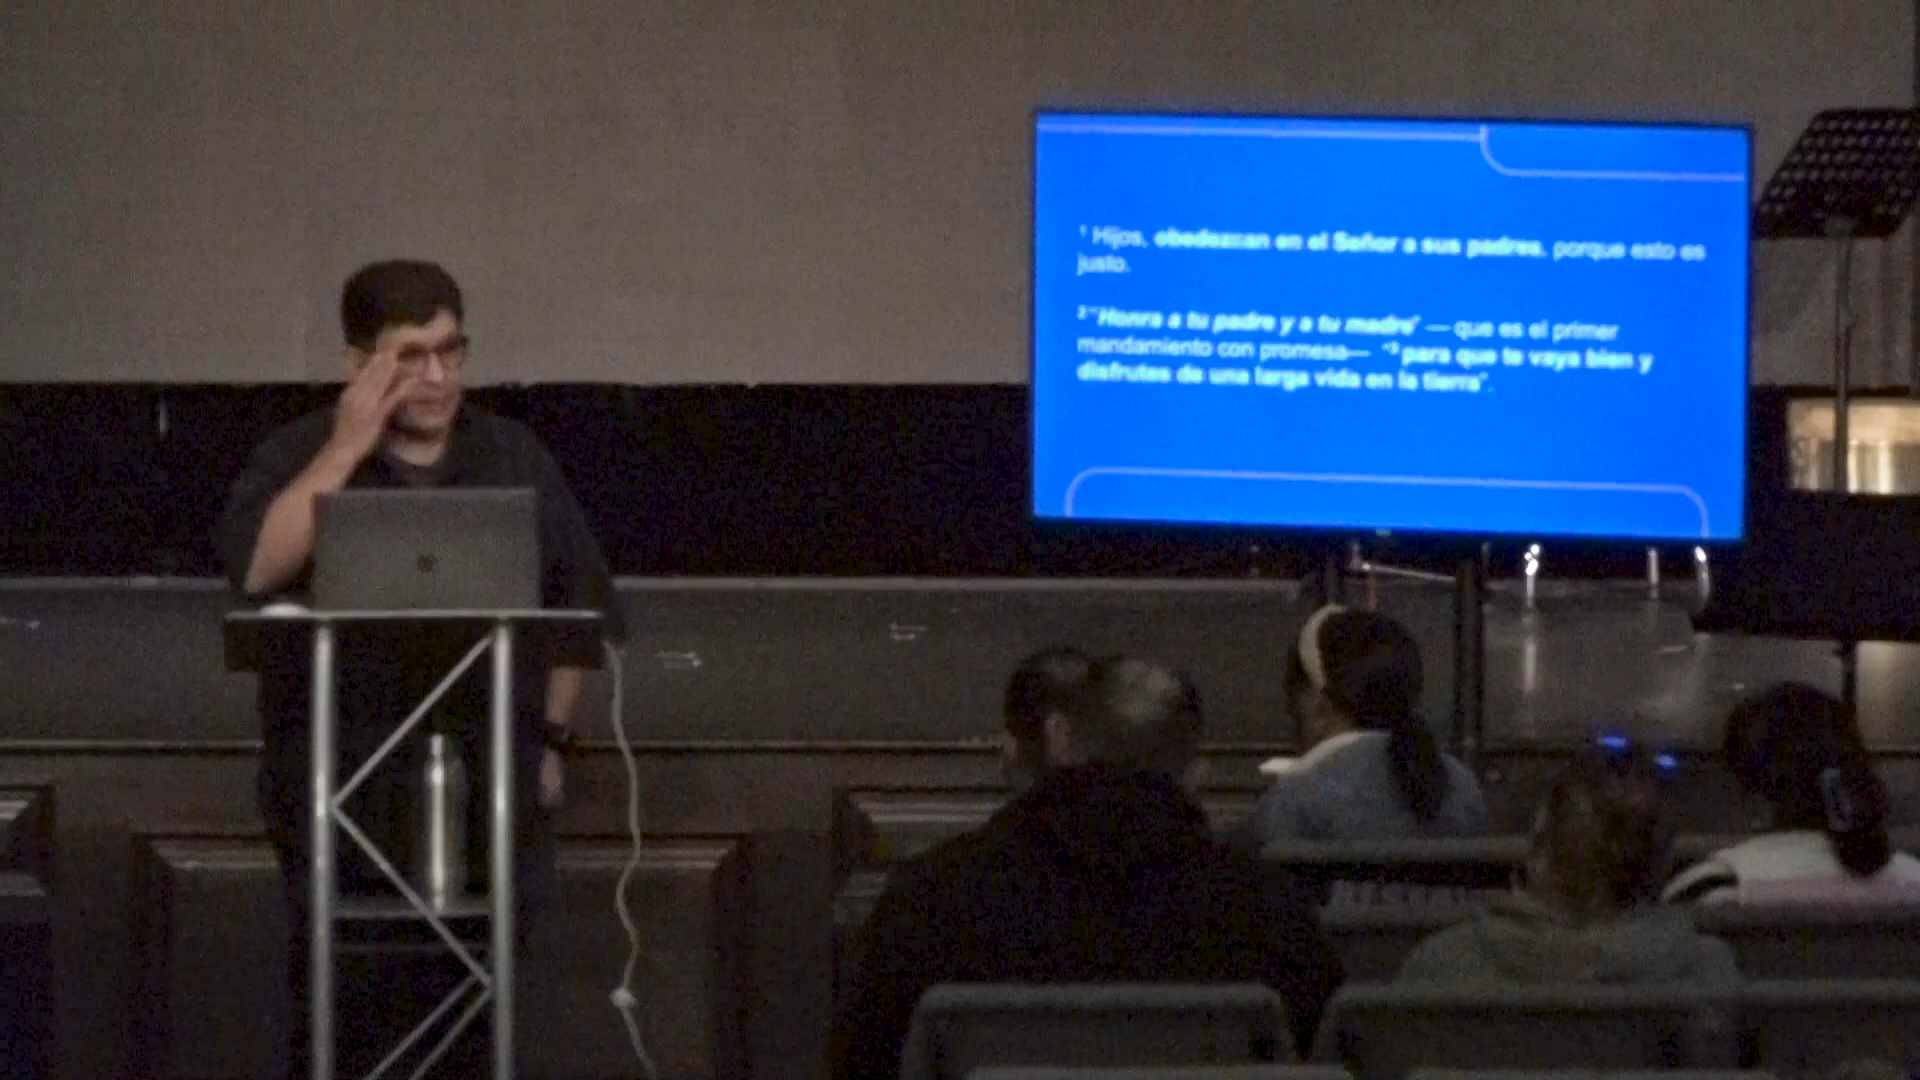 ¹ Hijos, obedezcan en el Señor a sus padres, porque esto es
justo.
² "Honra a tu padre y a tu madre" — que es el primer
mandamiento con promesa— "³ para que te vaya bien y
disfrutes de una larga vida en la tierra".